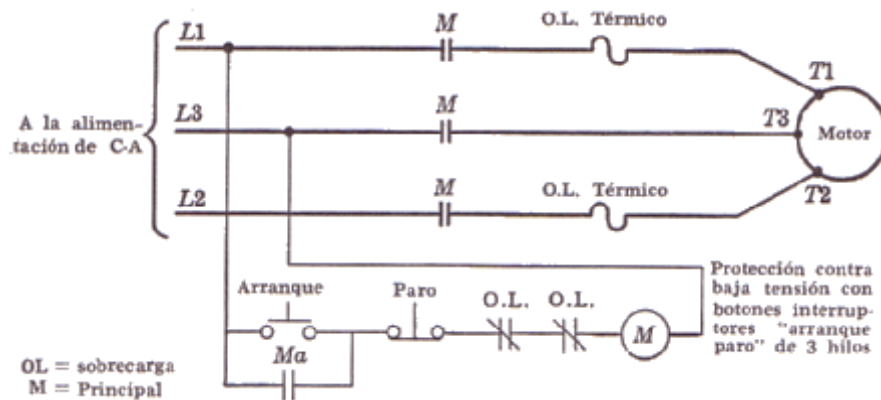 L1
M
O.L. Térmico
T1
L3
M
T3
Motor
A la alimen-
tación de C-A
L2
M
O.L. Térmico
T2
Arranque
Paro
O.L.
O.L.
M
Protección contra
baja tensión con
botones interrup-
tores "arranque
paro" de 3 hilos
Ma
OL = sobrecarga
M = Principal